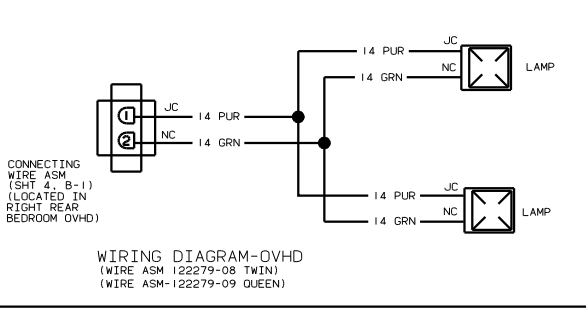 JC
14 PUR
NC
14 GRN
LAMP
1
JC
14 PUR
2
NC
14 GRN
CONNECTING
WIRE ASM
(SHT 4, B-1)
(LOCATED IN
RIGHT REAR
BEDROOM OVHD)
JC
14 PUR
NC
14 GRN
LAMP
WIRING DIAGRAM-OVHD
(WIRE ASM 122279-08 TWIN)
(WIRE ASM-122279-09 QUEEN)